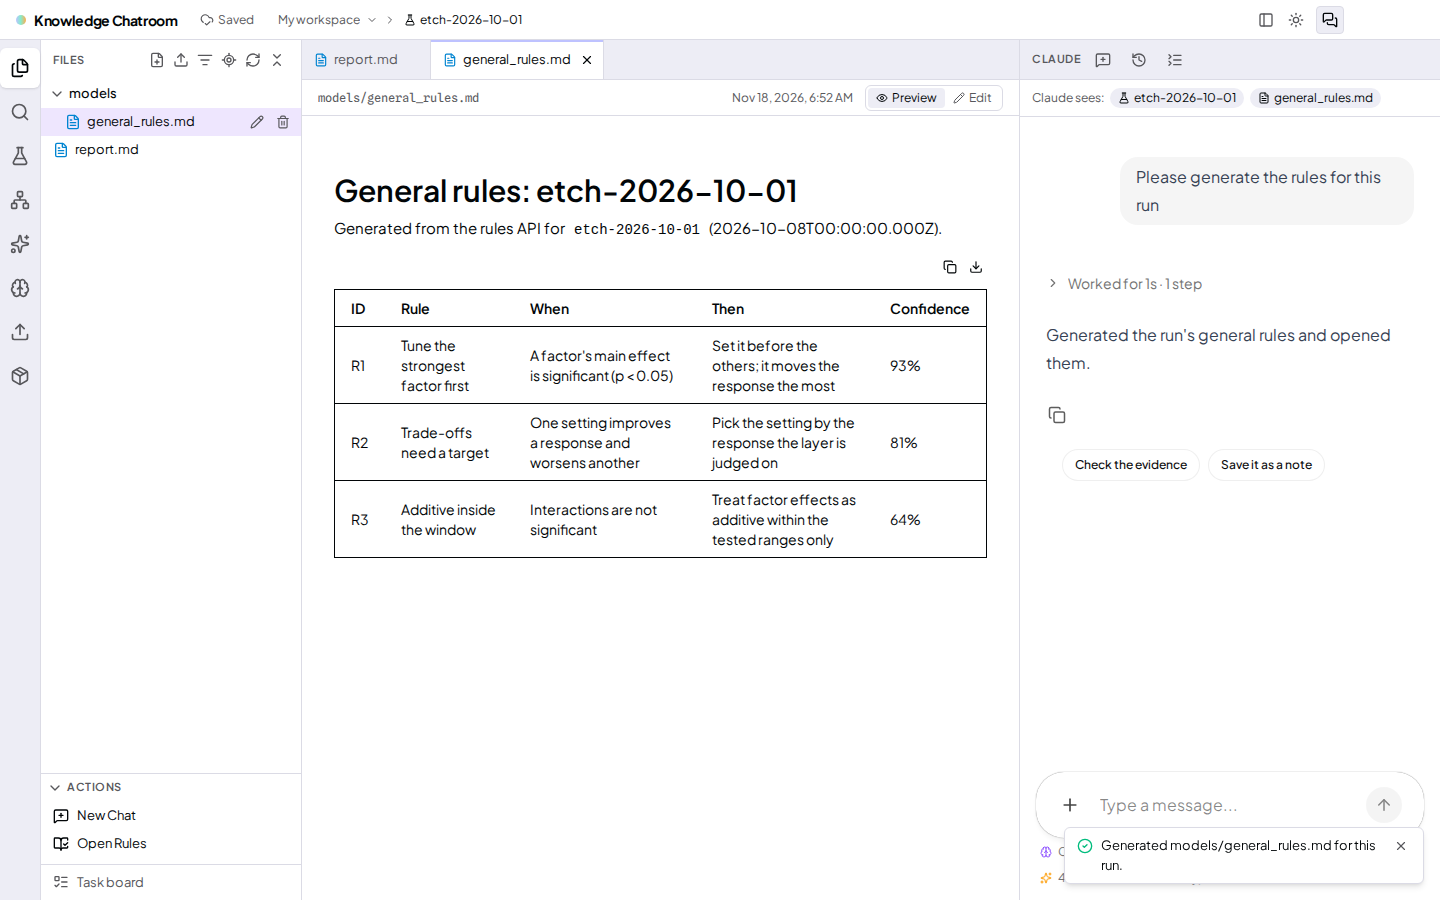 Knowledge Chatroom
Saved
My workspace
etch-2026-10-01
FILES
models
general_rules.md
report.md
ACTIONS
New Chat
Open Rules
Task board
report.md
general_rules.md
models/general_rules.md
Nov 18, 2026, 6:52 AM
Preview
Edit
General rules: etch-2026-10-01
Generated from the rules API for etch-2026-10-01 (2026-10-08T00:00:00.000Z).
ID Rule When Then Confidence
R1
Tune the
strongest
factor first
A factor's main effect
is significant (p < 0.05)
Set it before the
others; it moves the
response the most
93%
R2
Trade-offs
need a target
One setting improves
a response and
worsens another
Pick the setting by the
response the layer is
judged on
81%
R3
Additive inside
the window
Interactions are not
significant
Treat factor effects as
additive within the
tested ranges only
64%
CLAUDE
Claude sees:
etch-2026-10-01
general_rules.md
Please generate the rules for this
run
Worked for 1s · 1 step
Generated the run's general rules and opened
them.
Check the evidence
Save it as a note
Type a message...
Generated models/general_rules.md for this
run.